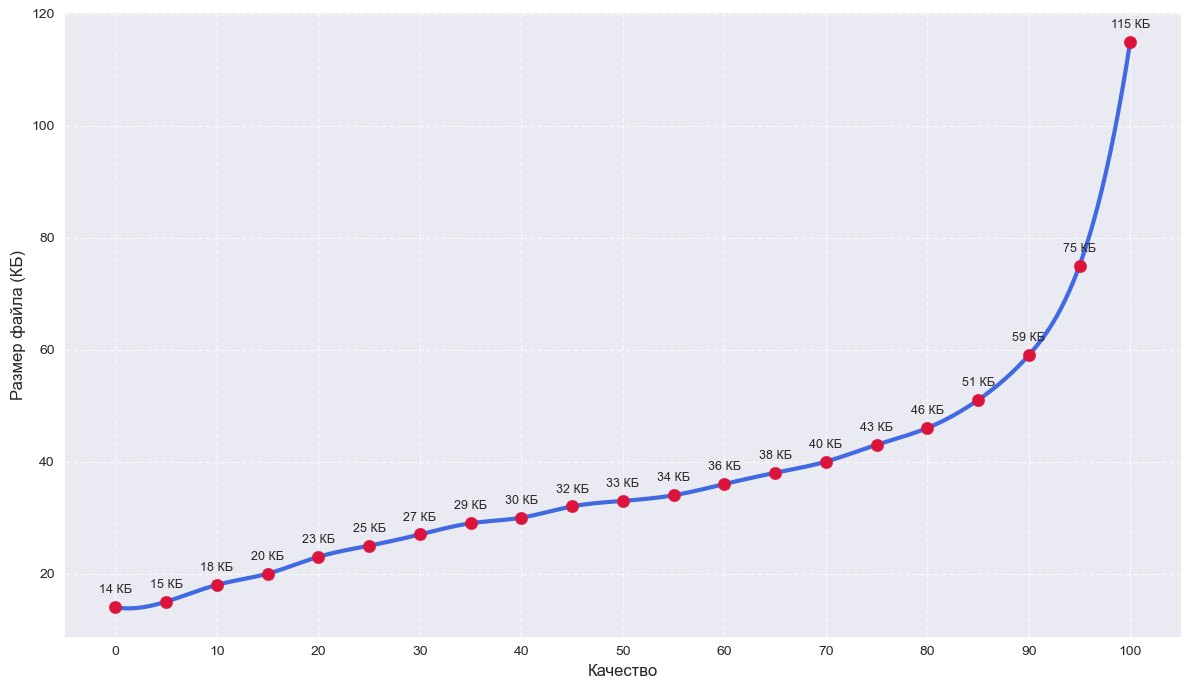 120
100
80
60
40
20
Размер файла (КБ)
14 КБ
15 КБ
18 КБ
20 КБ
23 КБ
25 КБ
27 КБ
29 КБ
30 КБ
32 КБ
33 КБ
34 КБ
36 КБ
38 КБ
40 КБ
43 КБ
46 КБ
51 КБ
59 КБ
75 КБ
115 КБ
0 10 20 30 40 50 60 70 80 90 100
Качество